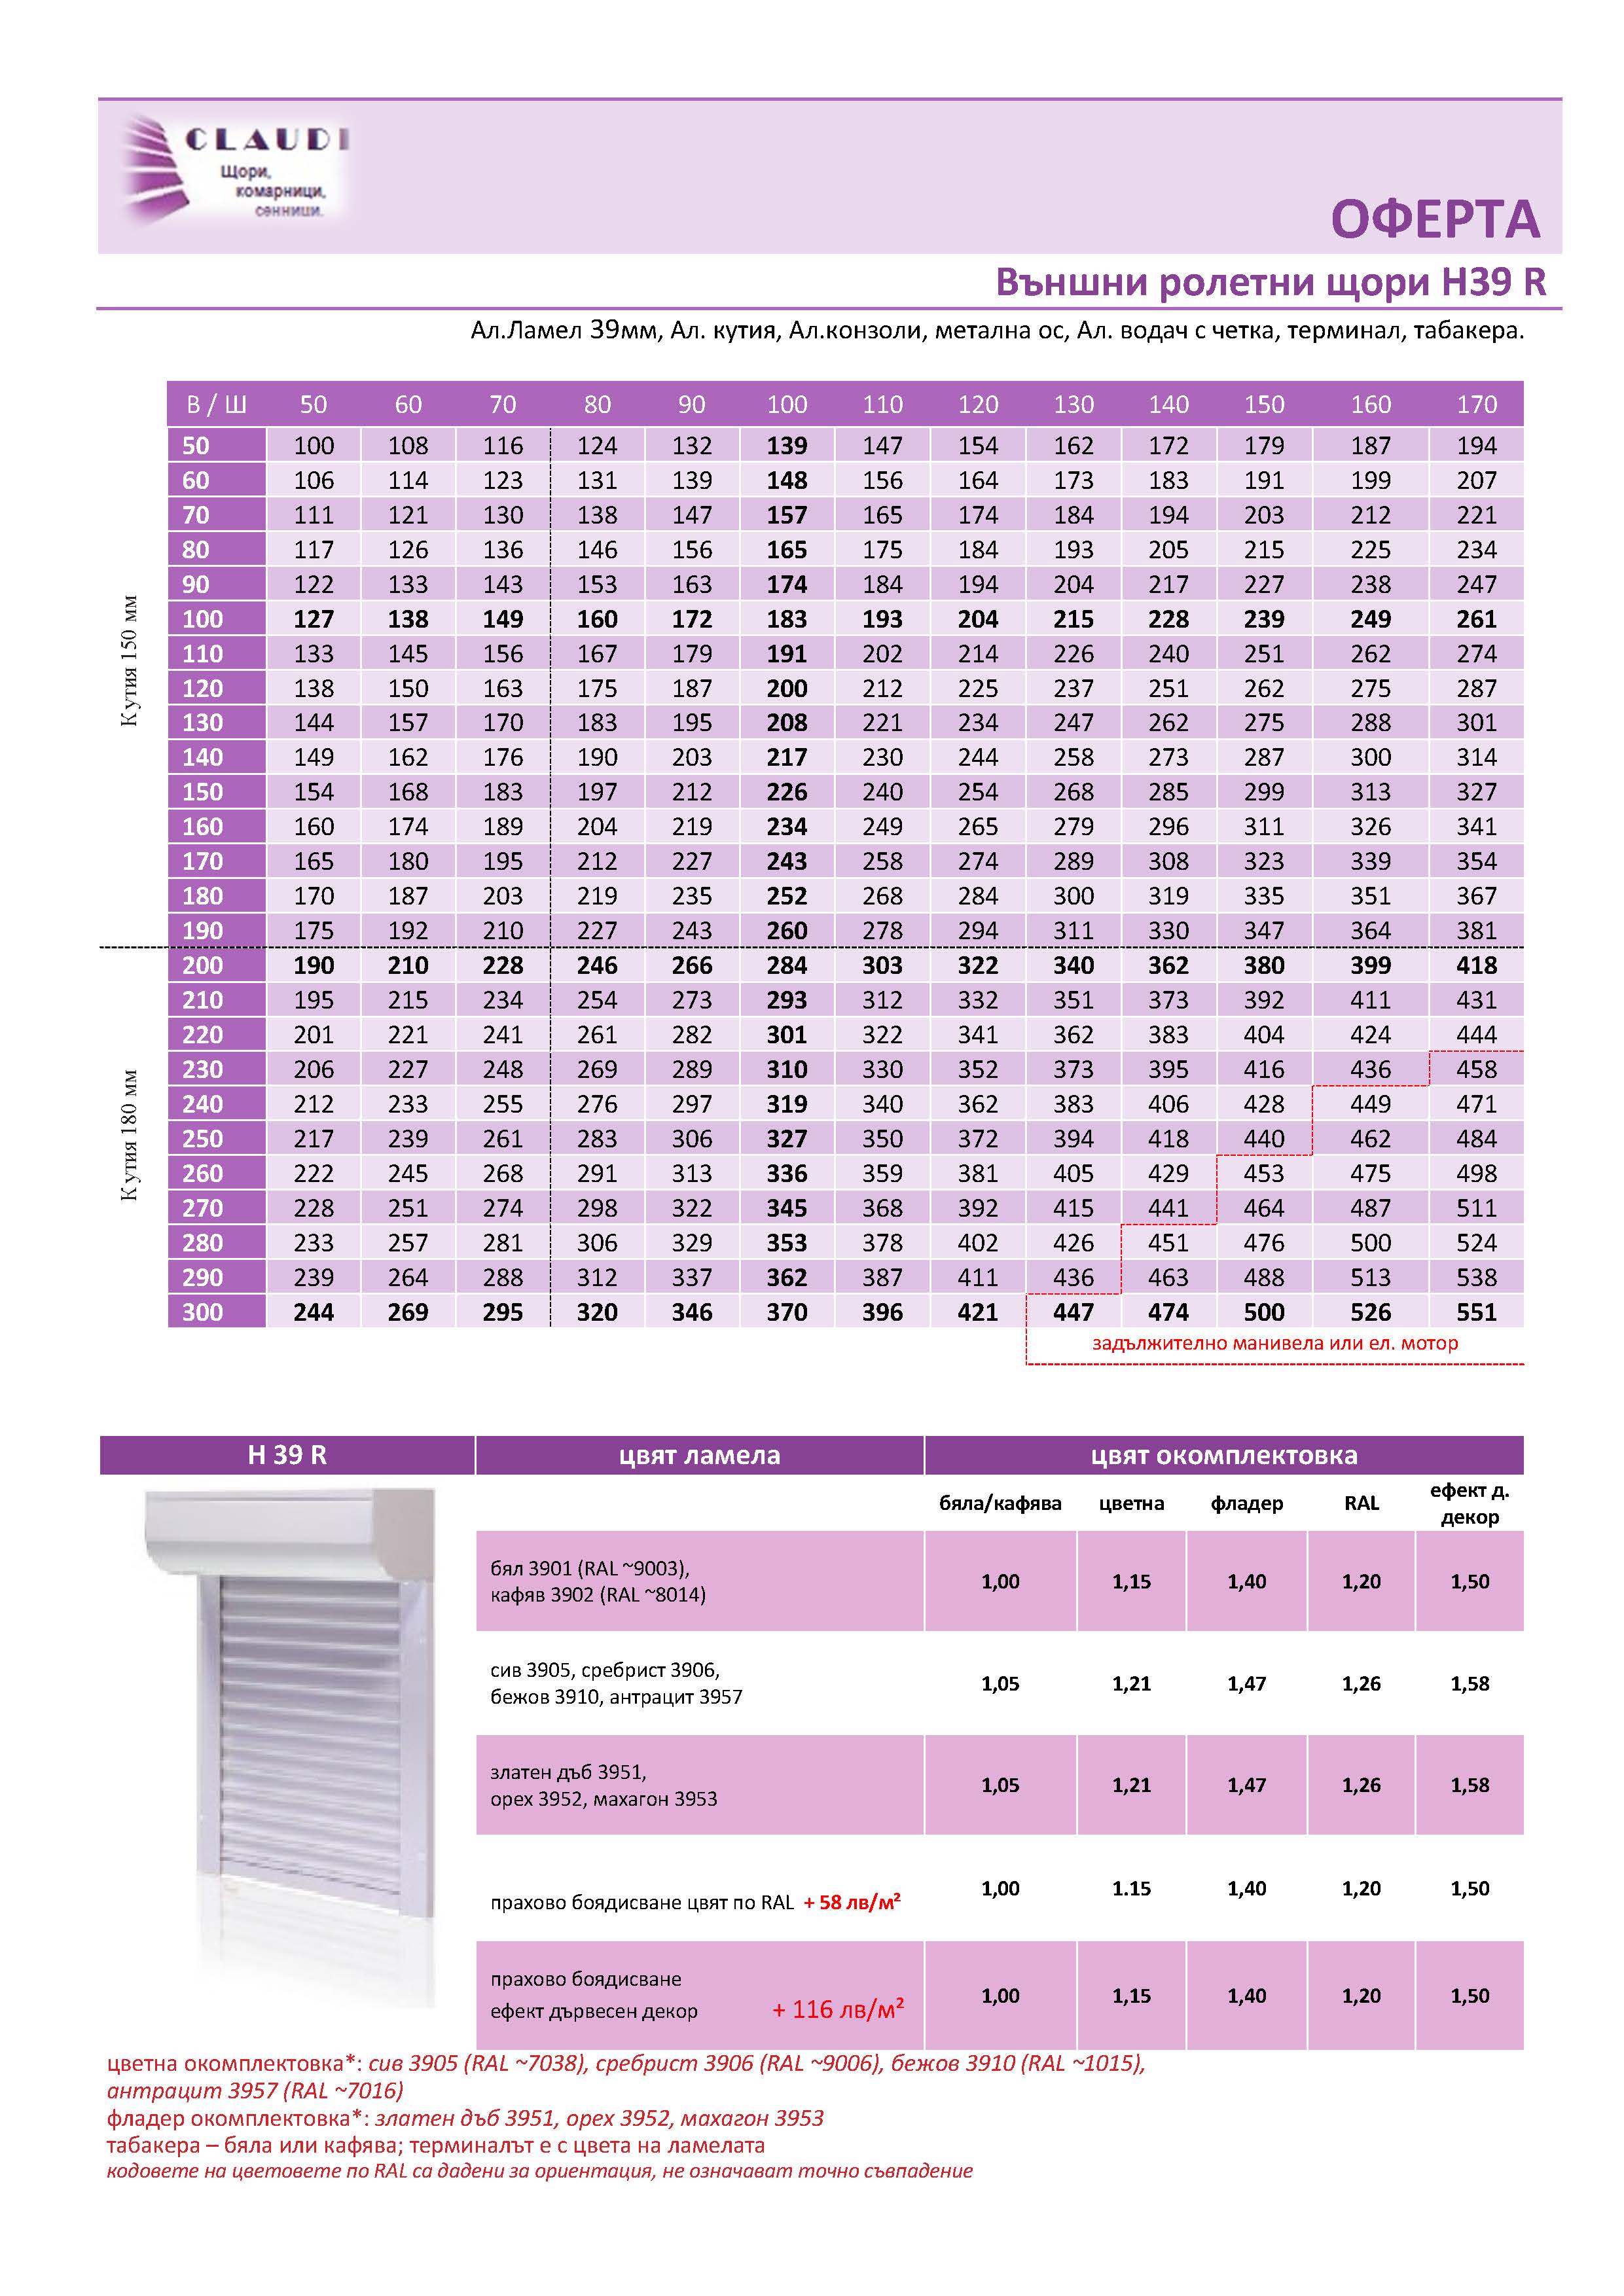 CLAUDI
Щори,
комарници,
сенници.
ОФЕРТА
Външни ролетни щори H39 R
Ал.Ламел 39мм, Ал. кутия, Ал.конзоли, метална ос, Ал. водач с четка, терминал, табакера.
В / Ш 50 60 70 80 90 100 110 120 130 140 150 160 170
50 100 108 116 124 132 139 147 154 162 172 179 187 194
60 106 114 123 131 139 148 156 164 173 183 191 199 207
70 111 121 130 138 147 157 165 174 184 194 203 212 221
80 117 126 136 146 156 165 175 184 193 205 215 225 234
90 122 133 143 153 163 174 184 194 204 217 227 238 247
100 127 138 149 160 172 183 193 204 215 228 239 249 261
110 133 145 156 167 179 191 202 214 226 240 251 262 274
120 138 150 163 175 187 200 212 225 237 251 262 275 287
130 144 157 170 183 195 208 221 234 247 262 275 288 301
140 149 162 176 190 203 217 230 244 258 273 287 300 314
150 154 168 183 197 212 226 240 254 268 285 299 313 327
160 160 174 189 204 219 234 249 265 279 296 311 326 341
170 165 180 195 212 227 243 258 274 289 308 323 339 354
180 170 187 203 219 235 252 268 284 300 319 335 351 367
190 175 192 210 227 243 260 278 294 311 330 347 364 381
Кутия 150 мм
200 190 210 228 246 266 284 303 322 340 362 380 399 418
210 195 215 234 254 273 293 312 332 351 373 392 411 431
220 201 221 241 261 282 301 322 341 362 383 404 424 444
230 206 227 248 269 289 310 330 352 373 395 416 436 458
240 212 233 255 276 297 319 340 362 383 406 428 449 471
250 217 239 261 283 306 327 350 372 394 418 440 462 484
260 222 245 268 291 313 336 359 381 405 429 453 475 498
270 228 251 274 298 322 345 368 392 415 441 464 487 511
280 233 257 281 306 329 353 378 402 426 451 476 500 524
290 239 264 288 312 337 362 387 411 436 463 488 513 538
300 244 269 295 320 346 370 396 421 447 474 500 526 551
Кутия 180 мм
задължително манивела или ел. мотор
H 39 R цвят ламела цвят окомплектовка
бяла/кафява цветна фладер RAL ефект д.
декор
бял 3901 (RAL ~9003),
кафяв 3902 (RAL ~8014)
1,00 1,15 1,40 1,20 1,50
сив 3905, сребрист 3906,
бежов 3910, антрацит 3957
1,05 1,21 1,47 1,26 1,58
златен дъб 3951,
орех 3952, махагон 3953
1,05 1,21 1,47 1,26 1,58
прахово боядисване цвят по RAL + 58 лв/м²
1,00 1.15 1,40 1,20 1,50
прахово боядисване
ефект дървесен декор + 116 лв/м²
1,00 1,15 1,40 1,20 1,50
цветна окомплектовка*: сив 3905 (RAL ~7038), сребрист 3906 (RAL ~9006), бежов 3910 (RAL ~1015),
антрацит 3957 (RAL ~7016)
фладер окомплектовка*: златен дъб 3951, орех 3952, махагон 3953
табакера – бяла или кафява; терминалът е с цвета на ламелата
кодовете на цветовете по RAL са дадени за ориентация, не означават точно съвпадение